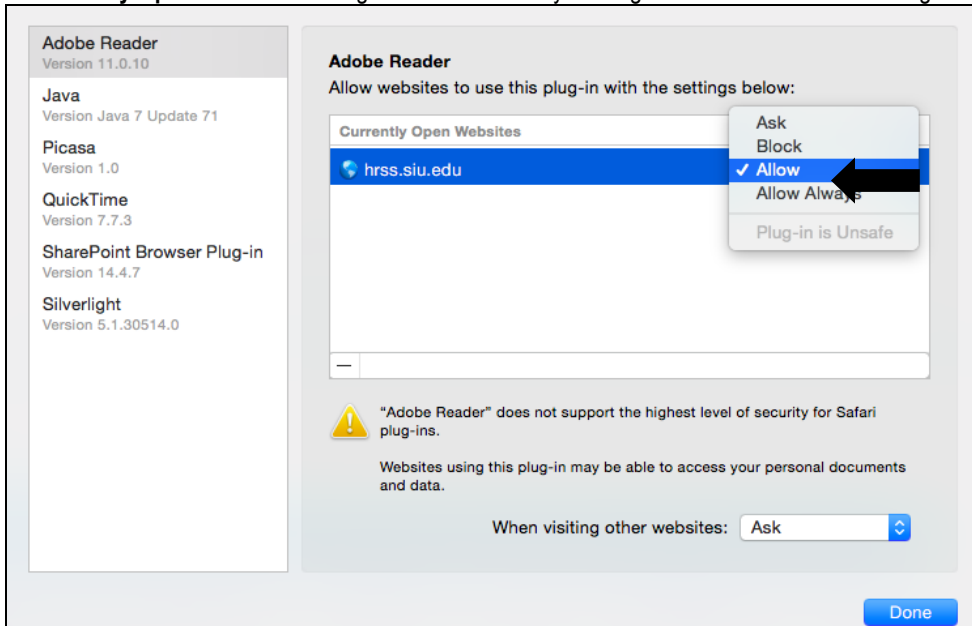 Adobe Reader
Version 11.0.10
Java
Version Java 7 Update 71
Picasa
Version 1.0
QuickTime
Version 7.7.3
SharePoint Browser Plug-in
Version 14.4.7
Silverlight
Version 5.1.30514.0
Adobe Reader
Allow websites to use this plug-in with the settings below:
Currently Open Websites
hrss.siu.edu
Ask
Block
✓ Allow
Allow Always
Plug-in is Unsafe
“Adobe Reader” does not support the highest level of security for Safari
plug-ins.
Websites using this plug-in may be able to access your personal documents
and data.
When visiting other websites: Ask
Done